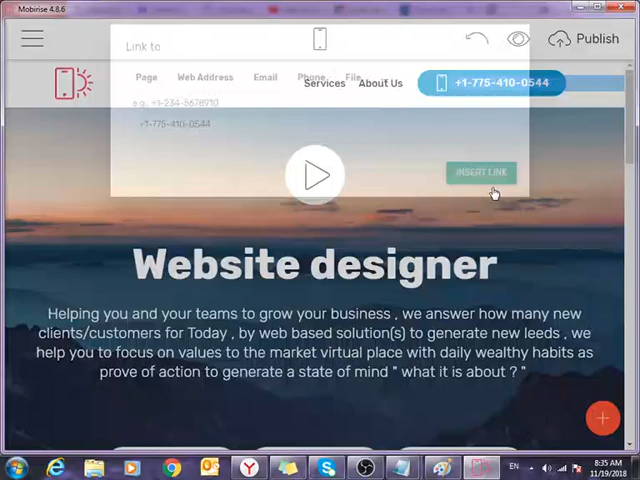 Mobirise 4.8.6
Link to
Publish
Page Web Address Email Phone File
Services About Us +1-775-410-0544
e.g., +1-234-5678910
+1-775-410-0544
INSERT LINK
Website designer
Helping you and your teams to grow your business , we answer how many new
clients/customers for Today , by web based solution(s) to generate new leeds , we
help you to focus on values to the market virtual place with daily wealthy habits as
prove of action to generate a state of mind " what it is about ? "
EN
8:35 AM
11/19/2018